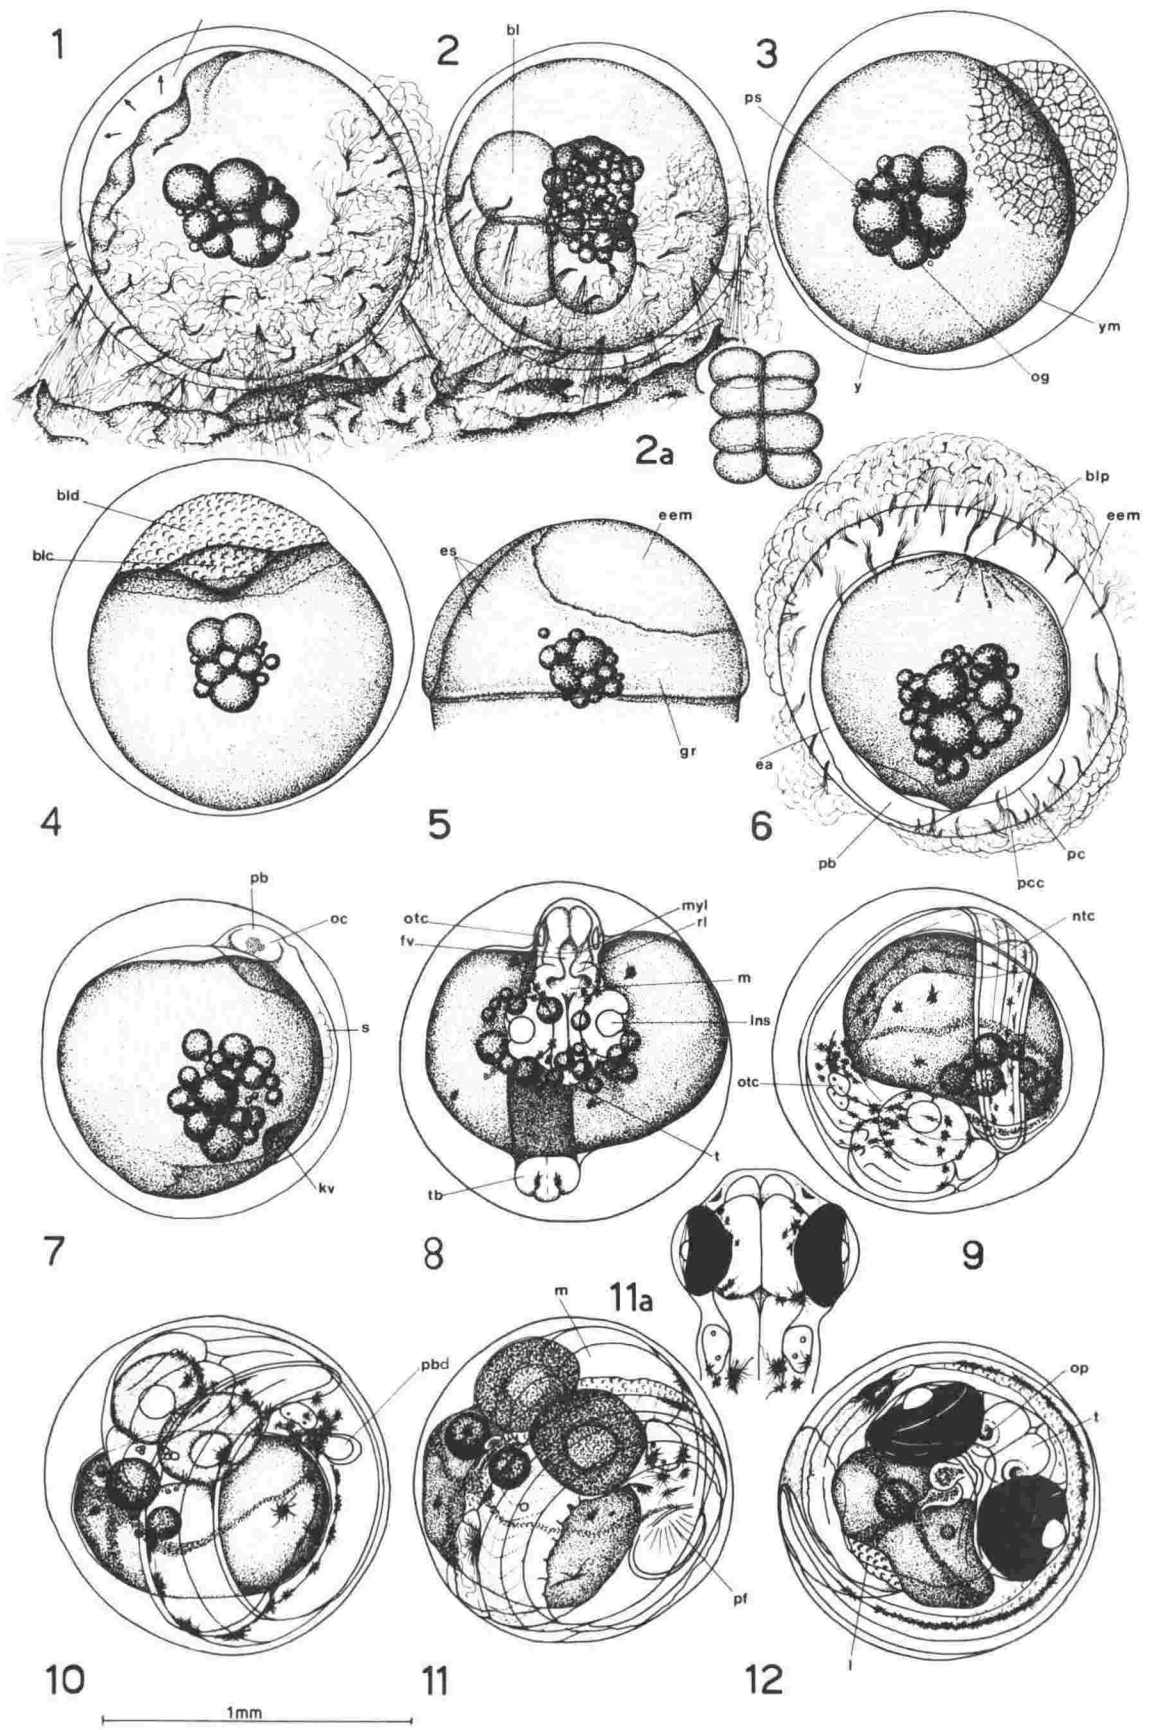 1
2
bl
3
ps
ym
y
og
2a
bld
blc
es
eem
blp
eem
gr
ea
4
5
6
pb
pc
pcc
pb
oc
s
kv
otc
fv
myl
rl
m
lns
t
tb
ntc
otc
7
8
9
11a
m
pbd
pf
op
t
l
10
11
12
1mm